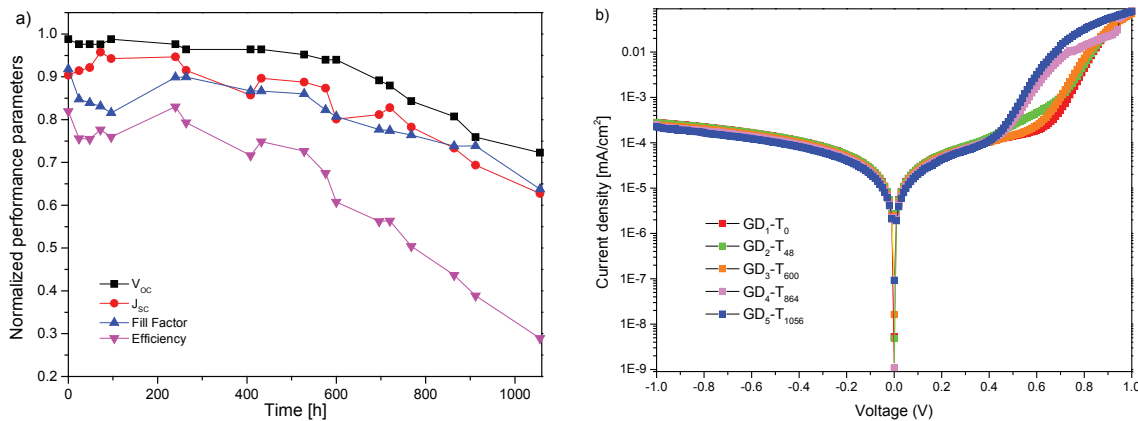 a)
Normalized performance parameters
1.0
0.9
0.8
0.7
0.6
0.5
0.4
0.3
0.2
V_OC
J_SC
Fill Factor
Efficiency
0 200 400 600 800 1000
Time [h]
b)
Current density [mA/cm²]
0.01
1E-3
1E-4
1E-5
1E-6
1E-7
1E-8
1E-9
GD₁-T₀
GD₂-T₄₈
GD₃-T₆₀₀
GD₄-T₈₆₄
GD₅-T₁₀₅₆
-1.0 -0.8 -0.6 -0.4 -0.2 0.0 0.2 0.4 0.6 0.8 1.0
Voltage (V)